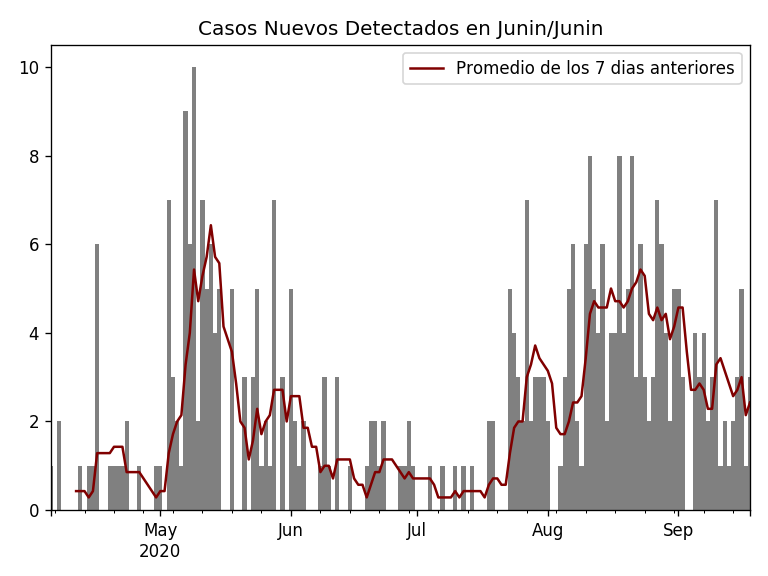 Casos Nuevos Detectados en Junin/Junin
Promedio de los 7 dias anteriores
10
8
6
4
2
0
May Jun Jul Aug Sep
2020